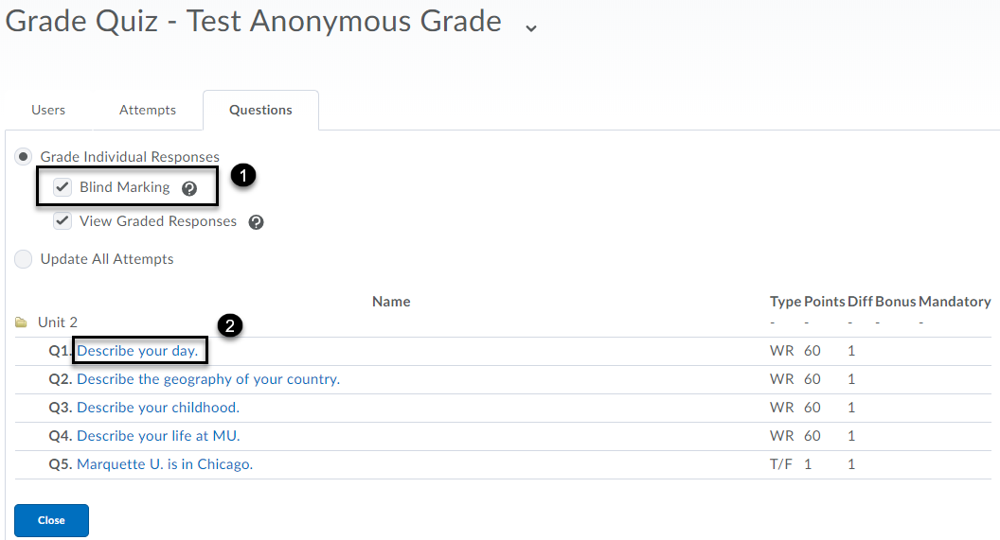 Grade Quiz - Test Anonymous Grade
Users Attempts Questions
Grade Individual Responses
Blind Marking ? 1
View Graded Responses ?
Update All Attempts
Name Type Points Diff Bonus Mandatory
Unit 2 - - - - -
2
Q1. Describe your day. WR 60 1
Q2. Describe the geography of your country. WR 60 1
Q3. Describe your childhood. WR 60 1
Q4. Describe your life at MU. WR 60 1
Q5. Marquette U. is in Chicago. T/F 1 1
Close